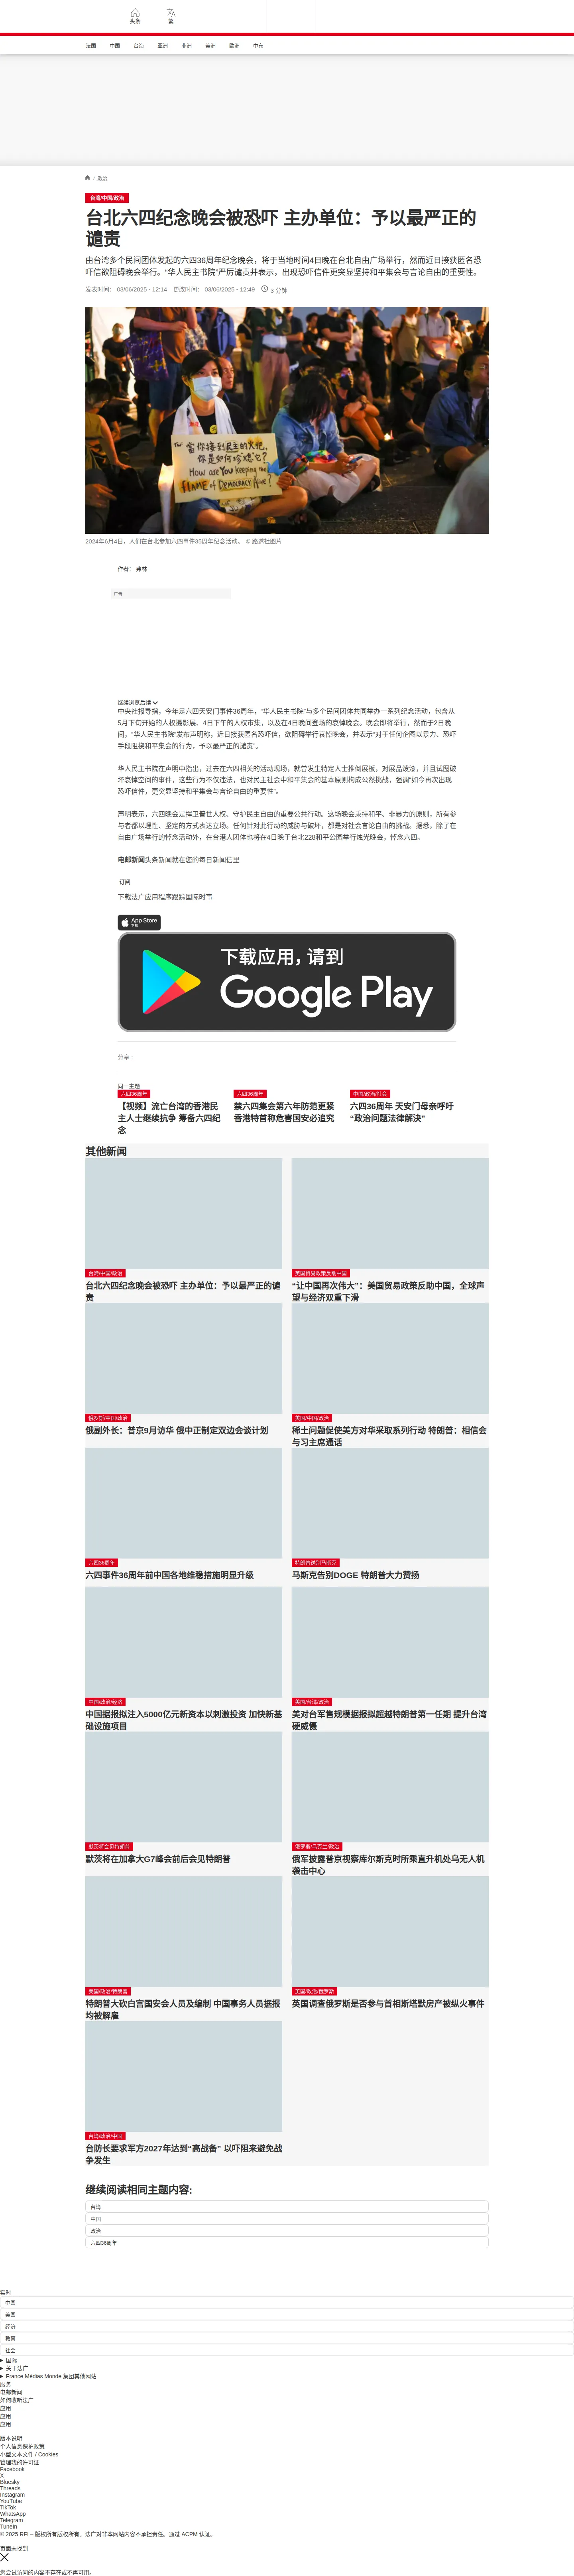 头条
繁
法国
中国
台海
亚洲
非洲
美洲
欧洲
中东
/ 政治
台湾/中国/政治
台北六四纪念晚会被恐吓 主办单位：予以最严正的
谴责
由台湾多个民间团体发起的六四36周年纪念晚会，将于当地时间4日晚在台北自由广场举行，然而近日接获匿名恐
吓信欲阻碍晚会举行。“华人民主书院”严厉谴责并表示，出现恐吓信件更突显坚持和平集会与言论自由的重要性。
发表时间： 03/06/2025 - 12:14 更改时间： 03/06/2025 - 12:49 3 分钟
當你接到民主的火把，
你是如何珍惜它？
HOW are YOU KEEPING the
FLAME of DEMOCRACY alive?
2024年6月4日，人们在台北参加六四事件35周年纪念活动。 © 路透社图片
作者： 弗林
广告
继续浏览后续
中央社报导指，今年是六四天安门事件36周年，“华人民主书院”与多个民间团体共同举办一系列纪念活动，包含从
5月下旬开始的人权摄影展、4日下午的人权市集，以及在4日晚间登场的哀悼晚会。晚会即将举行，然而于2日晚
间，“华人民主书院”发布声明称，近日接获匿名恐吓信，欲阻碍举行哀悼晚会，并表示“对于任何企图以暴力、恐吓
手段阻挠和平集会的行为，予以最严正的谴责”。
华人民主书院在声明中指出，过去在六四相关的活动现场，就曾发生特定人士推倒展板，对展品泼漆，并且试图破
坏哀悼空间的事件，这些行为不仅违法，也对民主社会中和平集会的基本原则构成公然挑战，强调“如今再次出现
恐吓信件，更突显坚持和平集会与言论自由的重要性”。
声明表示，六四晚会是捍卫普世人权、守护民主自由的重要公共行动。这场晚会秉持和平、非暴力的原则，所有参
与者都以理性、坚定的方式表达立场。任何针对此行动的威胁与破坏，都是对社会言论自由的挑战。据悉，除了在
自由广场举行的悼念活动外，在台港人团体也将在4日晚于台北228和平公园举行烛光晚会，悼念六四。
电邮新闻头条新闻就在您的每日新闻信里
订阅
下载法广应用程序跟踪国际时事
App Store
下载
下载应用，请到
Google Play
分享 :
同一主题
六四36周年
【视频】流亡台湾的香港民
主人士继续抗争 筹备六四纪
念
六四36周年
禁六四集会第六年防范更紧
香港特首称危害国安必追究
中国/政治/社会
六四36周年 天安门母亲呼吁
“政治问题法律解决”
其他新闻
台湾/中国/政治
台北六四纪念晚会被恐吓 主办单位：予以最严正的谴
责
美国贸易政策反助中国
“让中国再次伟大”：美国贸易政策反助中国，全球声
望与经济双重下滑
俄罗斯/中国/政治
俄副外长：普京9月访华 俄中正制定双边会谈计划
美国/中国/政治
稀土问题促使美方对华采取系列行动 特朗普：相信会
与习主席通话
六四36周年
六四事件36周年前中国各地维稳措施明显升级
特朗普送别马斯克
马斯克告别DOGE 特朗普大力赞扬
中国/政治/经济
中国据报拟注入5000亿元新资本以刺激投资 加快新基
础设施项目
美国/台湾/政治
美对台军售规模据报拟超越特朗普第一任期 提升台湾
硬威慑
默茨将会见特朗普
默茨将在加拿大G7峰会前后会见特朗普
俄罗斯/乌克兰/政治
俄军披露普京视察库尔斯克时所乘直升机处乌无人机
袭击中心
美国/政治/特朗普
特朗普大砍白宫国安会人员及编制 中国事务人员据报
均被解雇
英国/政治/俄罗斯
英国调查俄罗斯是否参与首相斯塔默房产被纵火事件
台湾/政治/中国
台防长要求军方2027年达到“高战备” 以吓阻来避免战
争发生
继续阅读相同主题内容:
台湾
中国
政治
六四36周年
实时
中国
美国
经济
教育
社会
国际
关于法广
France Médias Monde 集团其他网站
服务
电邮新闻
如何收听法广
应用
应用
应用
版本说明
个人信息保护政策
小型文本文件 / Cookies
管理我的许可证
Facebook
X
Bluesky
Threads
Instagram
YouTube
TikTok
WhatsApp
Telegram
TuneIn
© 2025 RFI – 版权所有版权所有。法广对非本网站内容不承担责任。通过 ACPM 认证。
页面未找到
您尝试访问的内容不存在或不再可用。